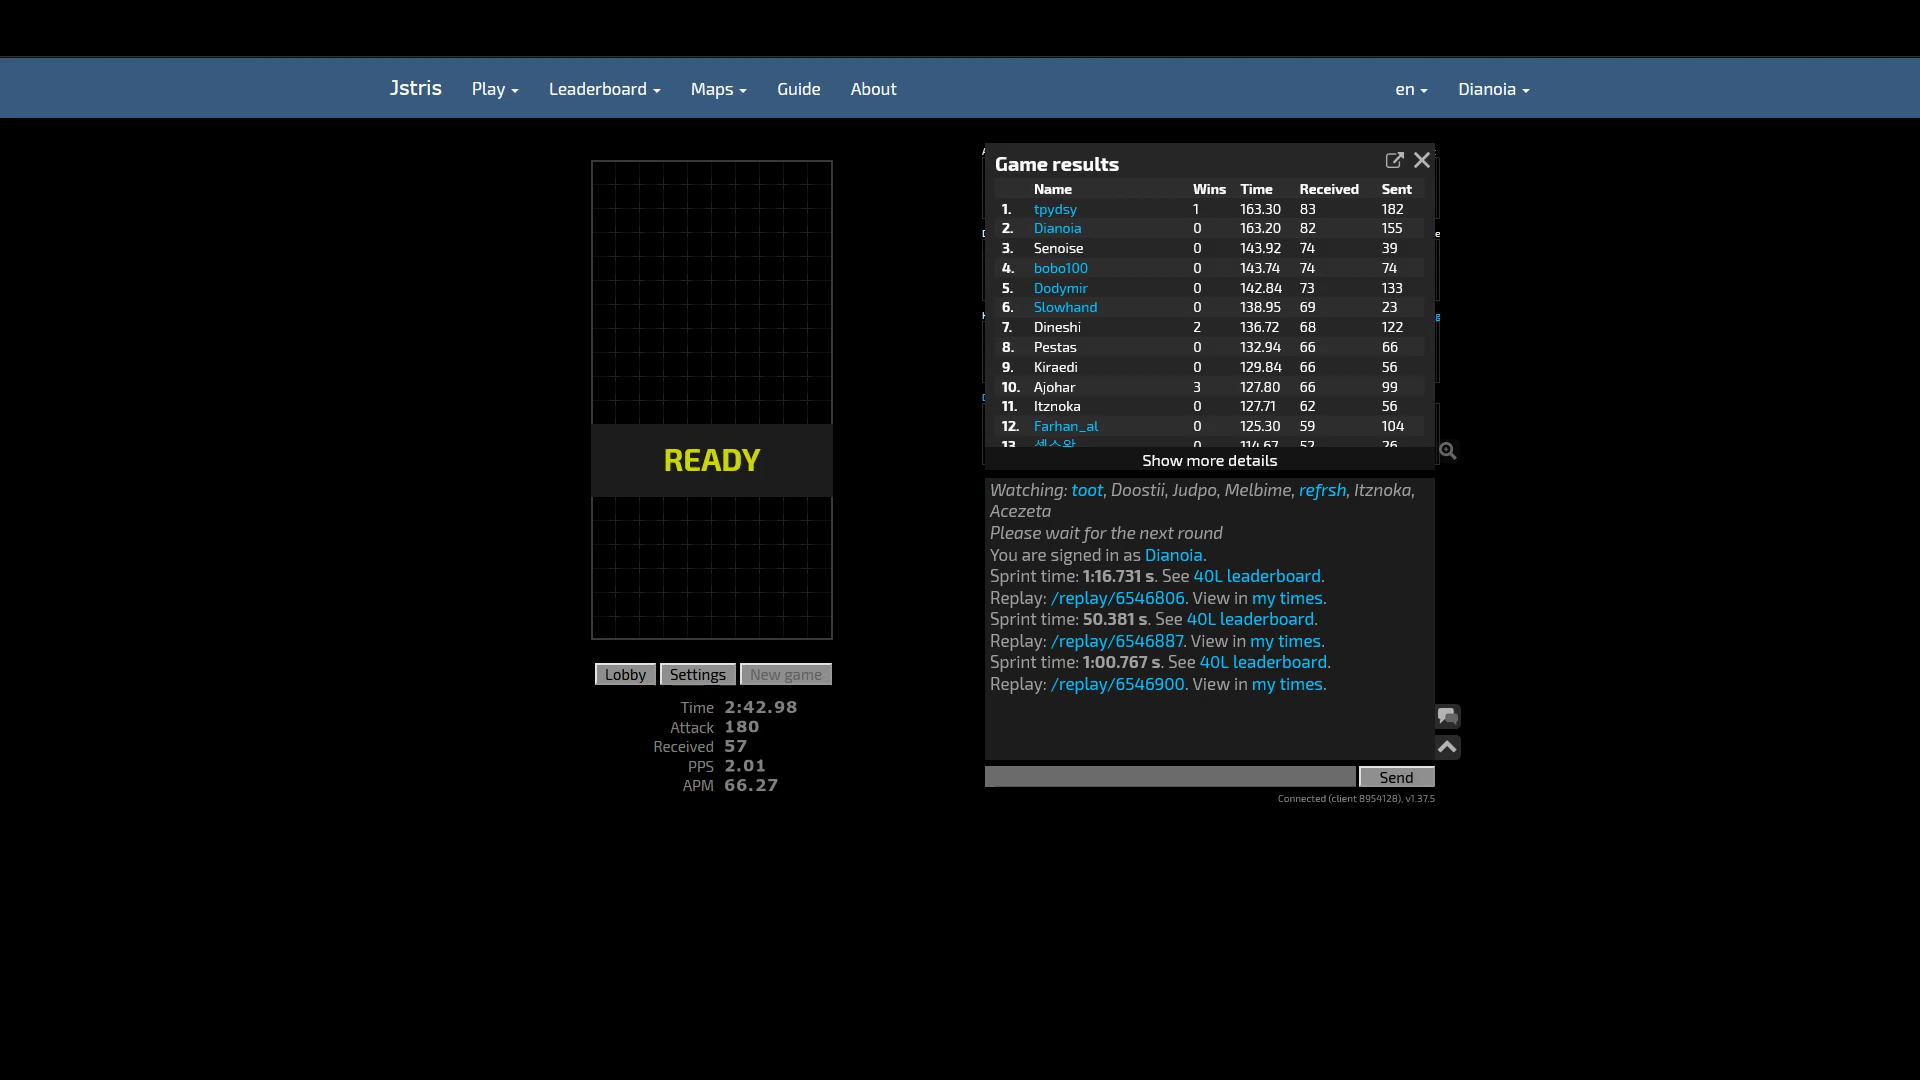 Jstris Play Leaderboard Maps Guide About en Dianoia
Game results
Name Wins Time Received Sent
1. tpydsy 1 163.30 83 182
2. Dianoia 0 163.20 82 155
3. Senoise 0 143.92 74 39
4. bobo100 0 143.74 74 74
5. Dodymir 0 142.84 73 133
6. Slowhand 0 138.95 69 23
7. Dineshi 2 136.72 68 122
8. Pestas 0 132.94 66 66
9. Kiraedi 0 129.84 66 56
10. Ajohar 3 127.80 66 99
11. Itznoka 0 127.71 62 56
12. Farhan_al 0 125.30 59 104
13. 0 114.67 52 26
Show more details
READY
Watching: toot, Doostii, Judpo, Melbime, refrsh, Itznoka,
Acezeta
Please wait for the next round
You are signed in as Dianoia.
Sprint time: 1:16.731 s. See 40L leaderboard.
Replay: /replay/6546806. View in my times.
Sprint time: 50.381 s. See 40L leaderboard.
Replay: /replay/6546887. View in my times.
Sprint time: 1:00.767 s. See 40L leaderboard.
Replay: /replay/6546900. View in my times.
Lobby Settings New game
Time 2:42.98
Attack 180
Received 57
PPS 2.01
APM 66.27
Send
Connected (client 8954128), v1.37.5